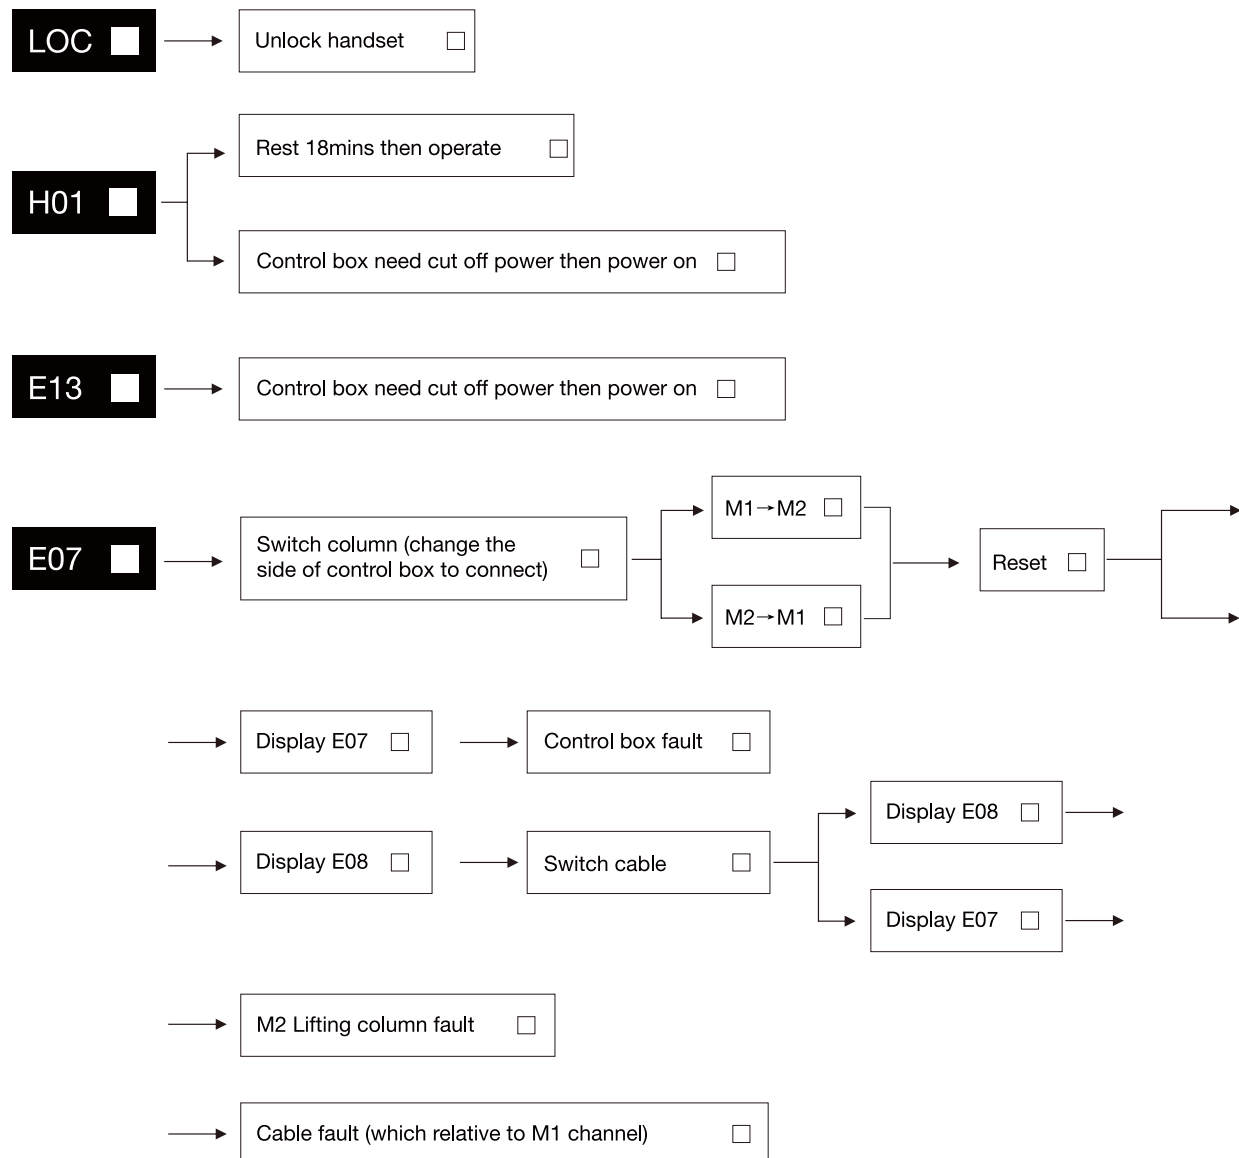 LOC
Unlock handset
Rest 18mins then operate
H01
Control box need cut off power then power on
E13
Control box need cut off power then power on
E07
Switch column (change the
side of control box to connect)
M1→M2
M2→M1
Reset
Display E07
Control box fault
Display E08
Switch cable
Display E08
Display E07
M2 Lifting column fault
Cable fault (which relative to M1 channel)